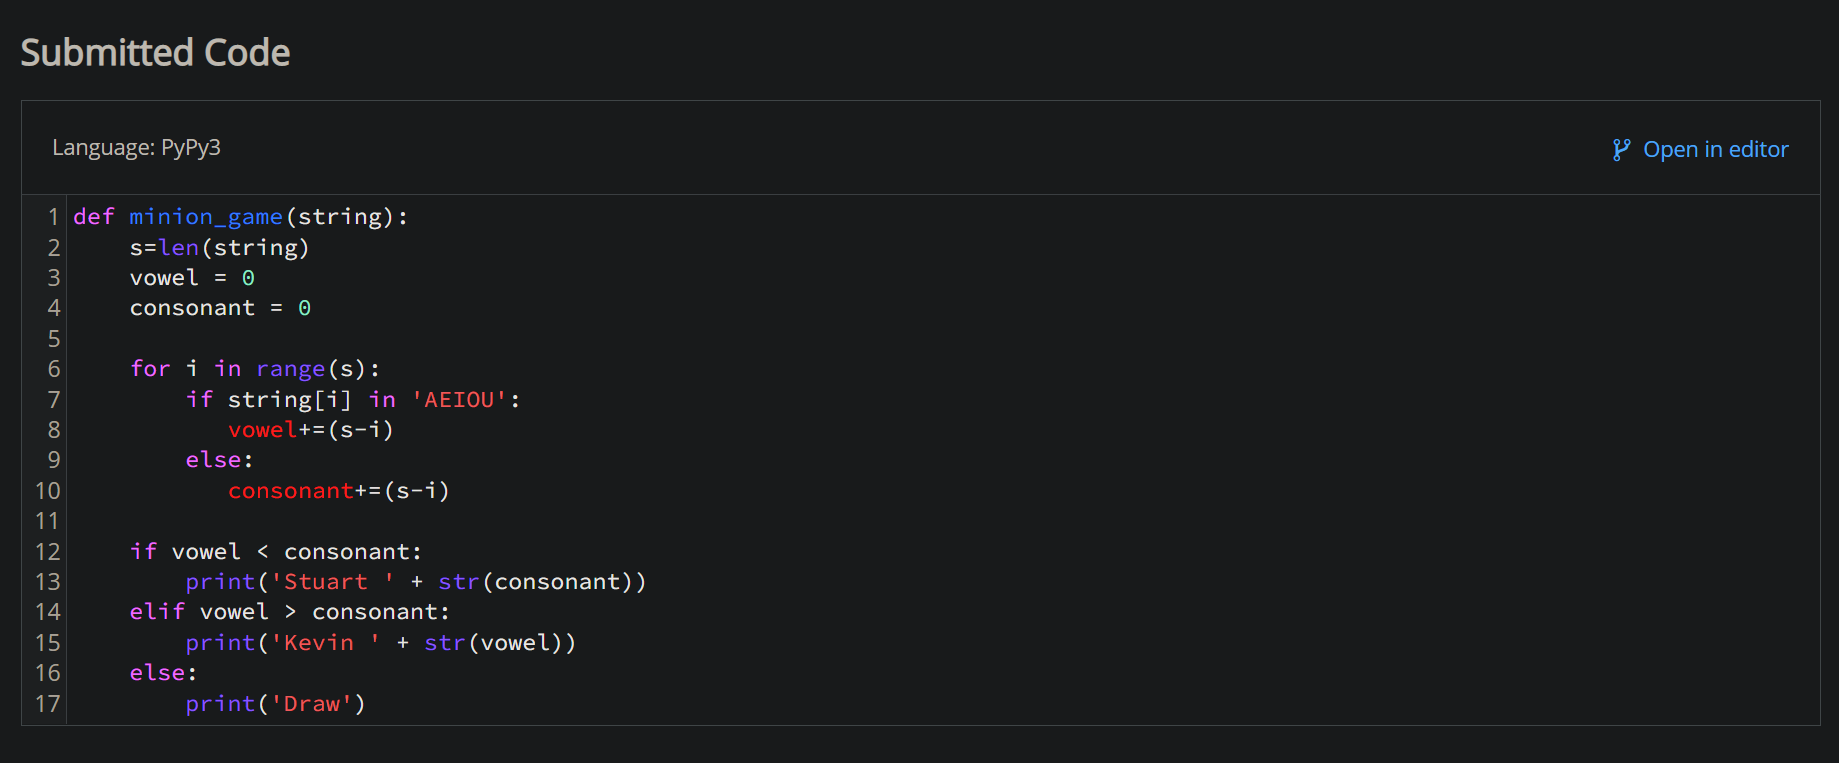 Submitted Code
Language: PyPy3
Open in editor
1 def minion_game(string):
2     s=len(string)
3     vowel = 0
4     consonant = 0
5
6     for i in range(s):
7         if string[i] in 'AEIOU':
8            vowel+=(s-i)
9         else:
10            consonant+=(s-i)
11
12     if vowel < consonant:
13         print('Stuart ' + str(consonant))
14     elif vowel > consonant:
15         print('Kevin ' + str(vowel))
16     else:
17         print('Draw')